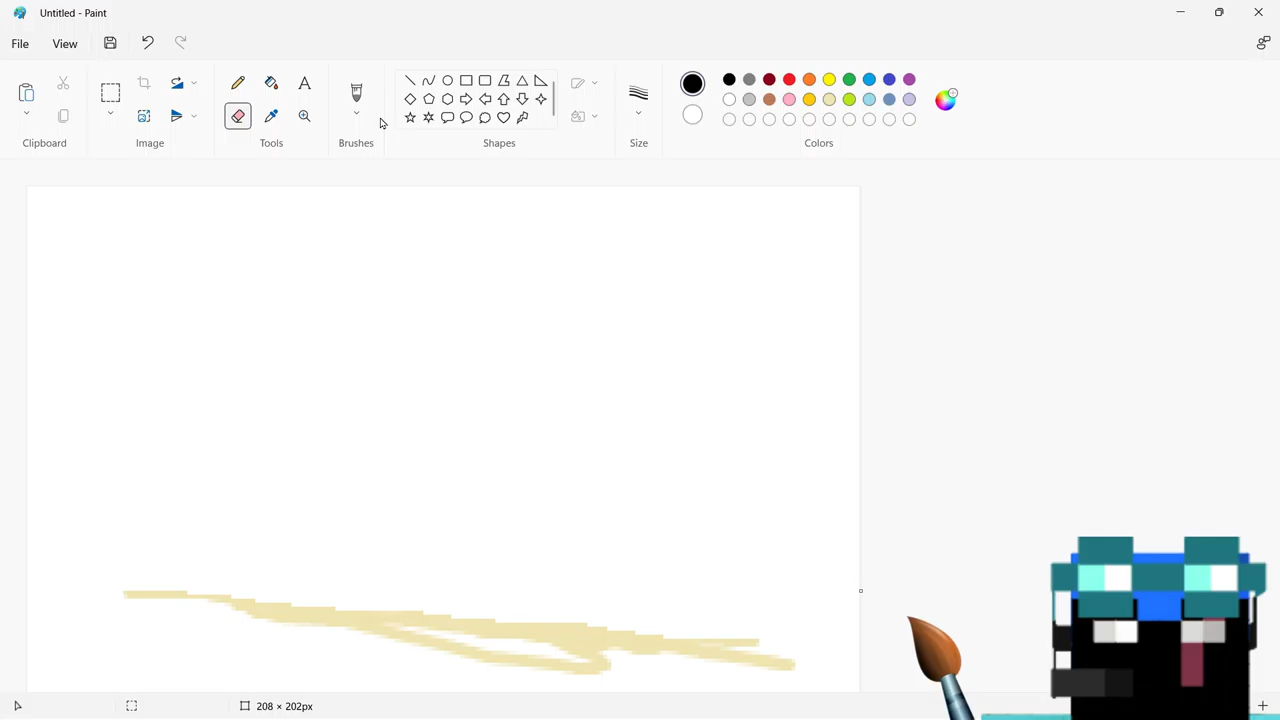 Untitled - Paint
File View
Clipboard Image Tools Brushes Shapes Size Colors
208 × 202px